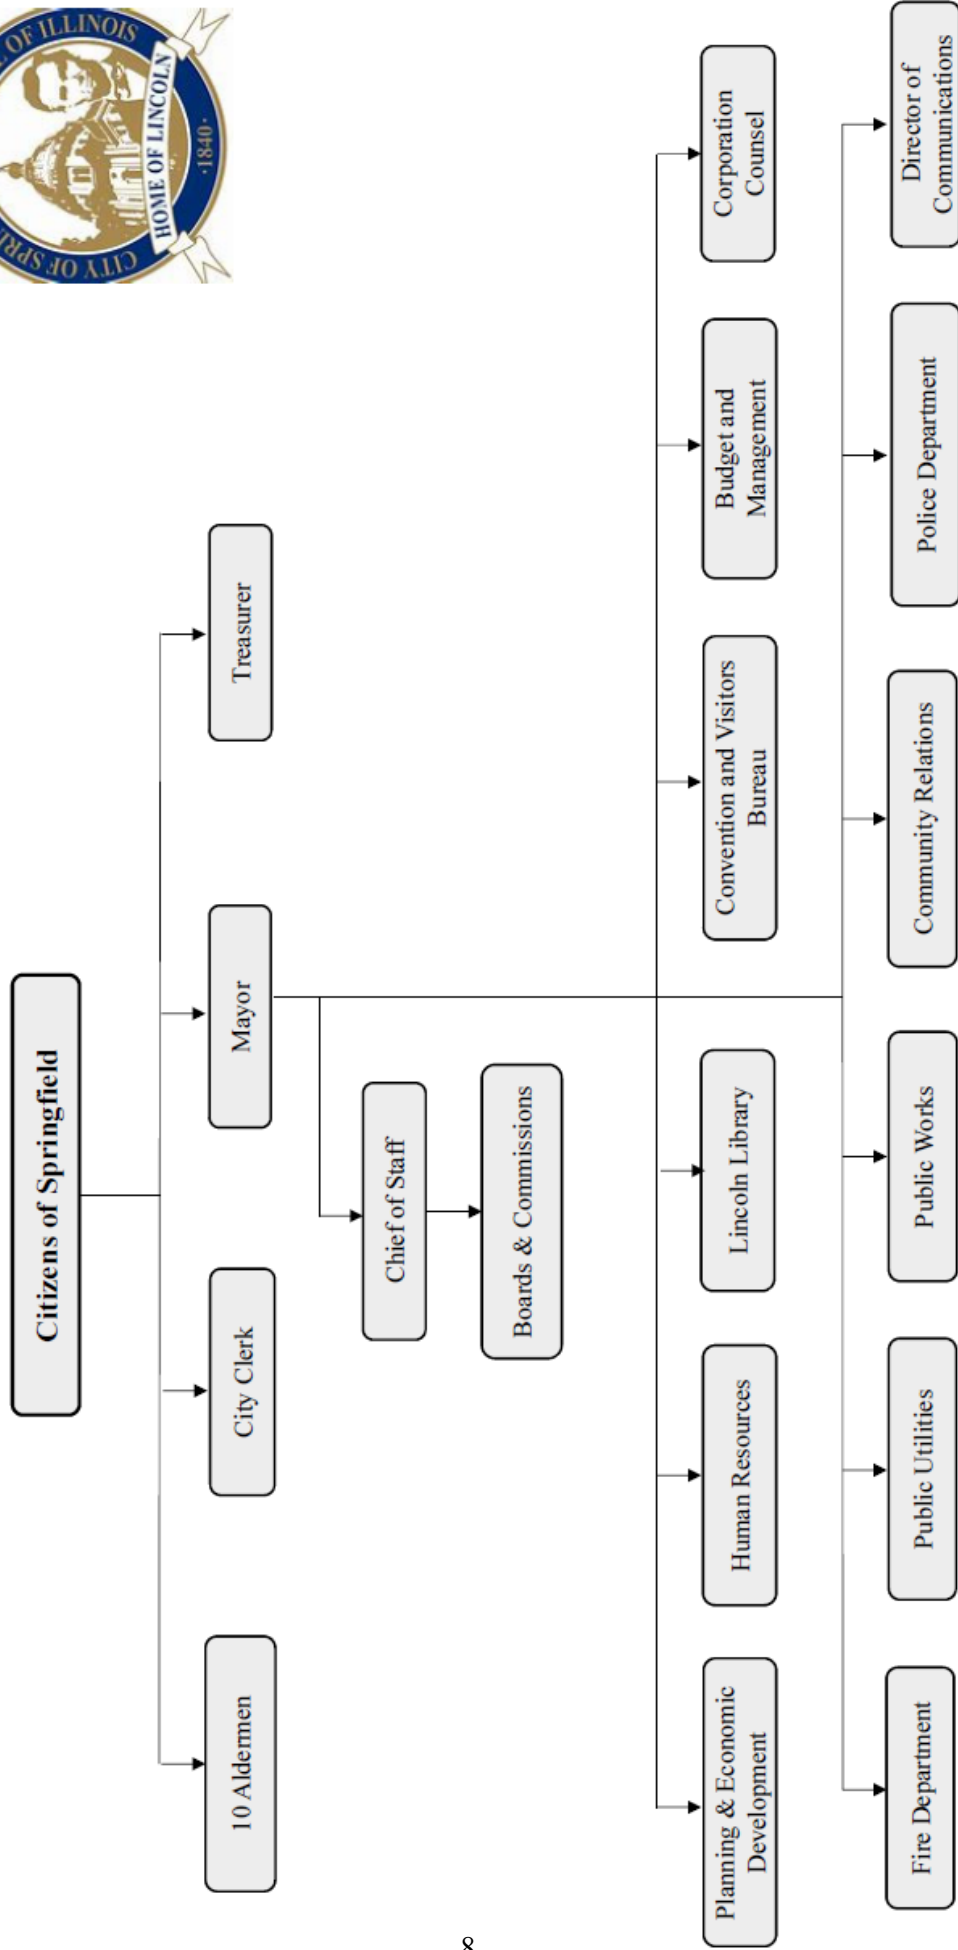 OF ILLINOIS
HOME OF LINCOLN
·1840·
CITY OF
Citizens of Springfield
10 Aldermen
City Clerk
Mayor
Treasurer
Chief of Staff
Boards & Commissions
Planning & Economic
Development
Human Resources
Lincoln Library
Convention and Visitors
Bureau
Budget and
Management
Corporation
Counsel
Fire Department
Public Utilities
Public Works
Community Relations
Police Department
Director of
Communications
8